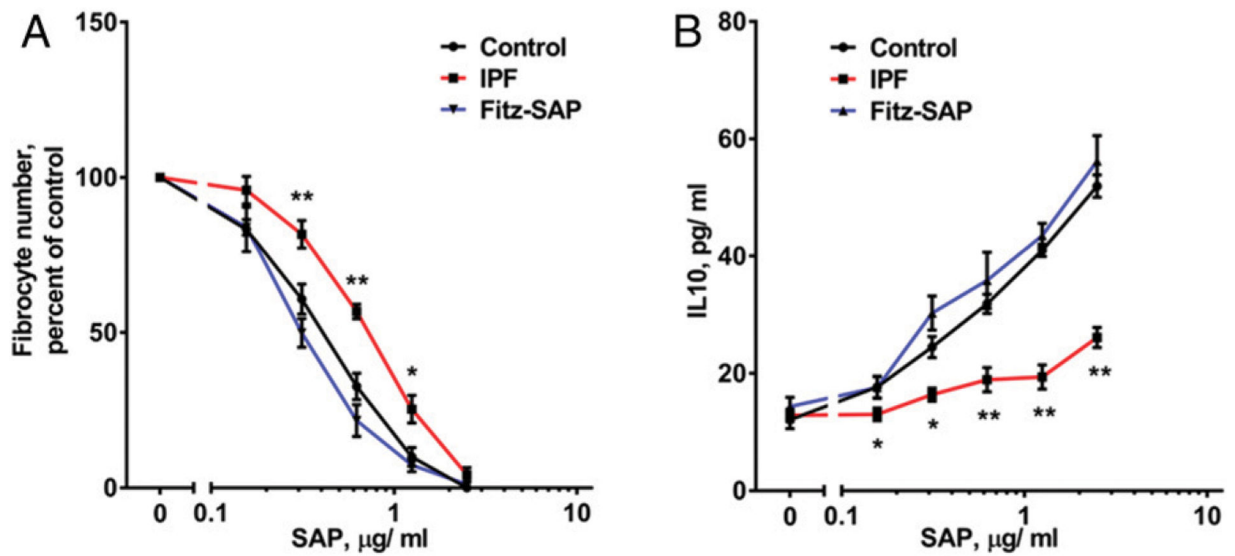 A
150
100
50
0
Fibrocyte number,
percent of control
Control
IPF
Fitz-SAP
**
**
*
0 0.1 1 10
SAP, µg/ ml
B
80
60
40
20
0
IL10, pg/ ml
Control
IPF
Fitz-SAP
*
*
**
**
**
0 0.1 1 10
SAP, µg/ ml